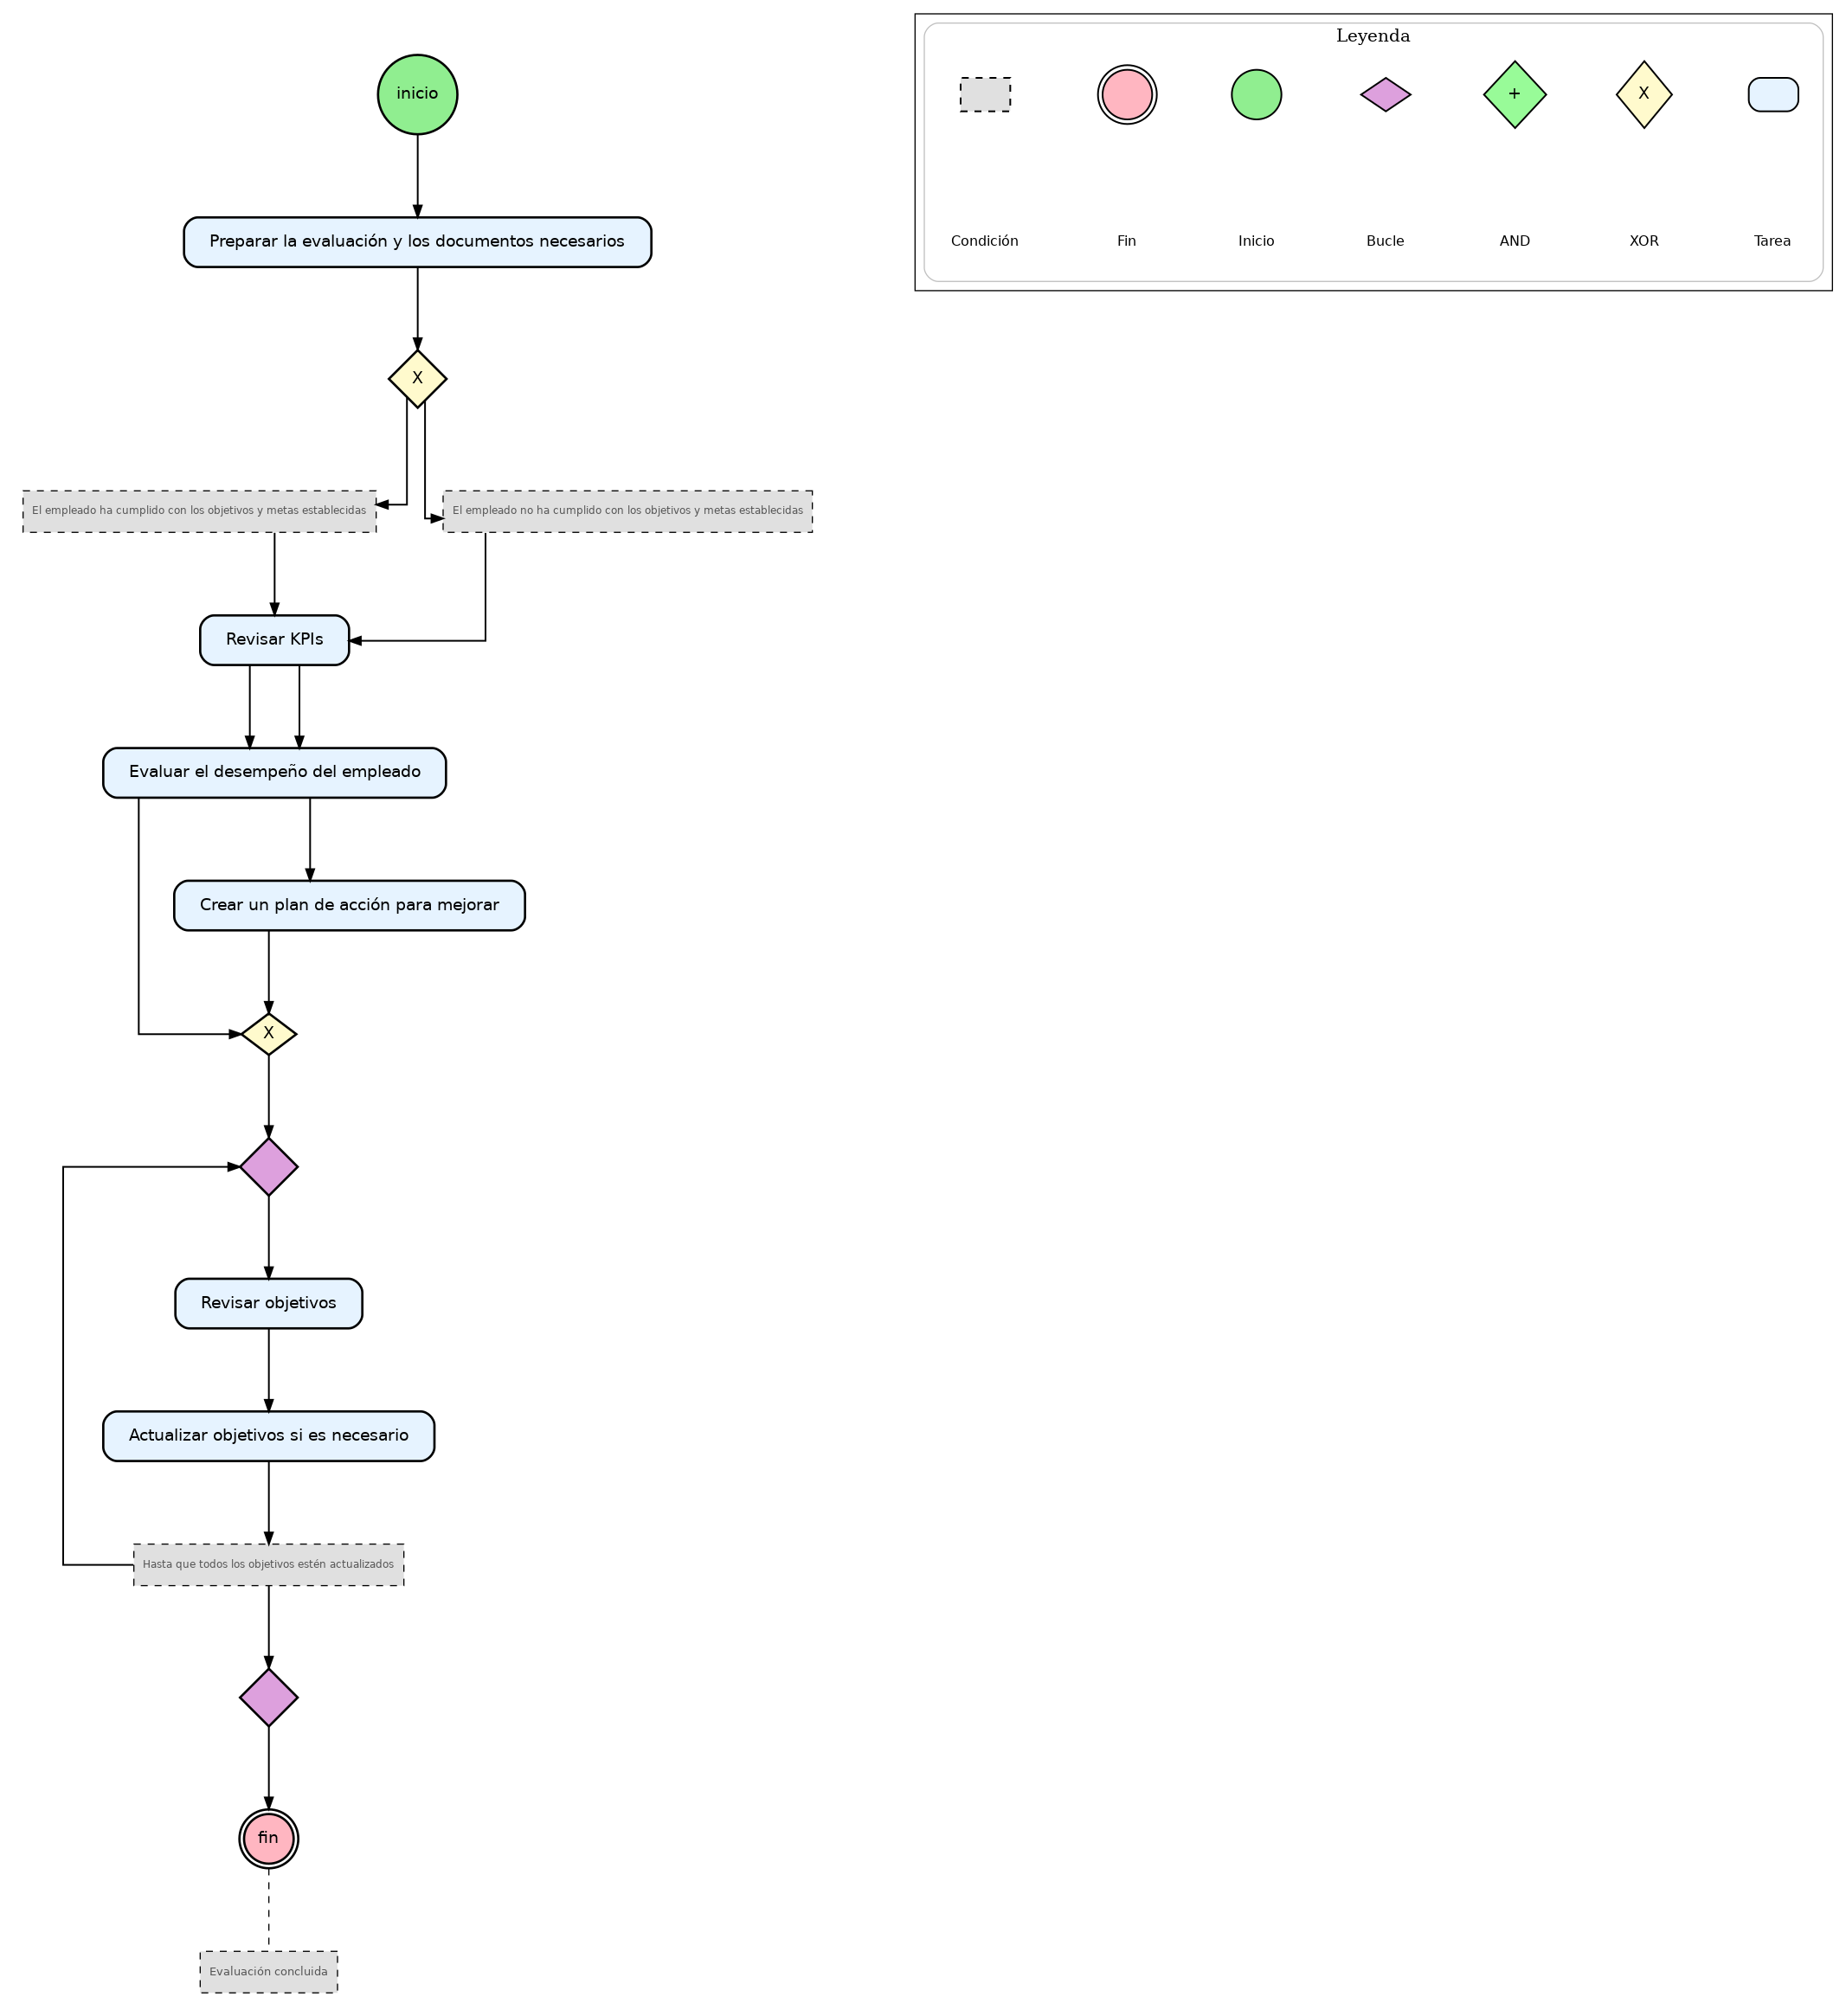 inicio
Preparar la evaluación y los documentos necesarios
X
El empleado ha cumplido con los objetivos y metas establecidas
El empleado no ha cumplido con los objetivos y metas establecidas
Revisar KPIs
Evaluar el desempeño del empleado
Crear un plan de acción para mejorar
X
Revisar objetivos
Actualizar objetivos si es necesario
Hasta que todos los objetivos estén actualizados
fin
Evaluación concluida
Leyenda
+
X
Condición
Fin
Inicio
Bucle
AND
XOR
Tarea